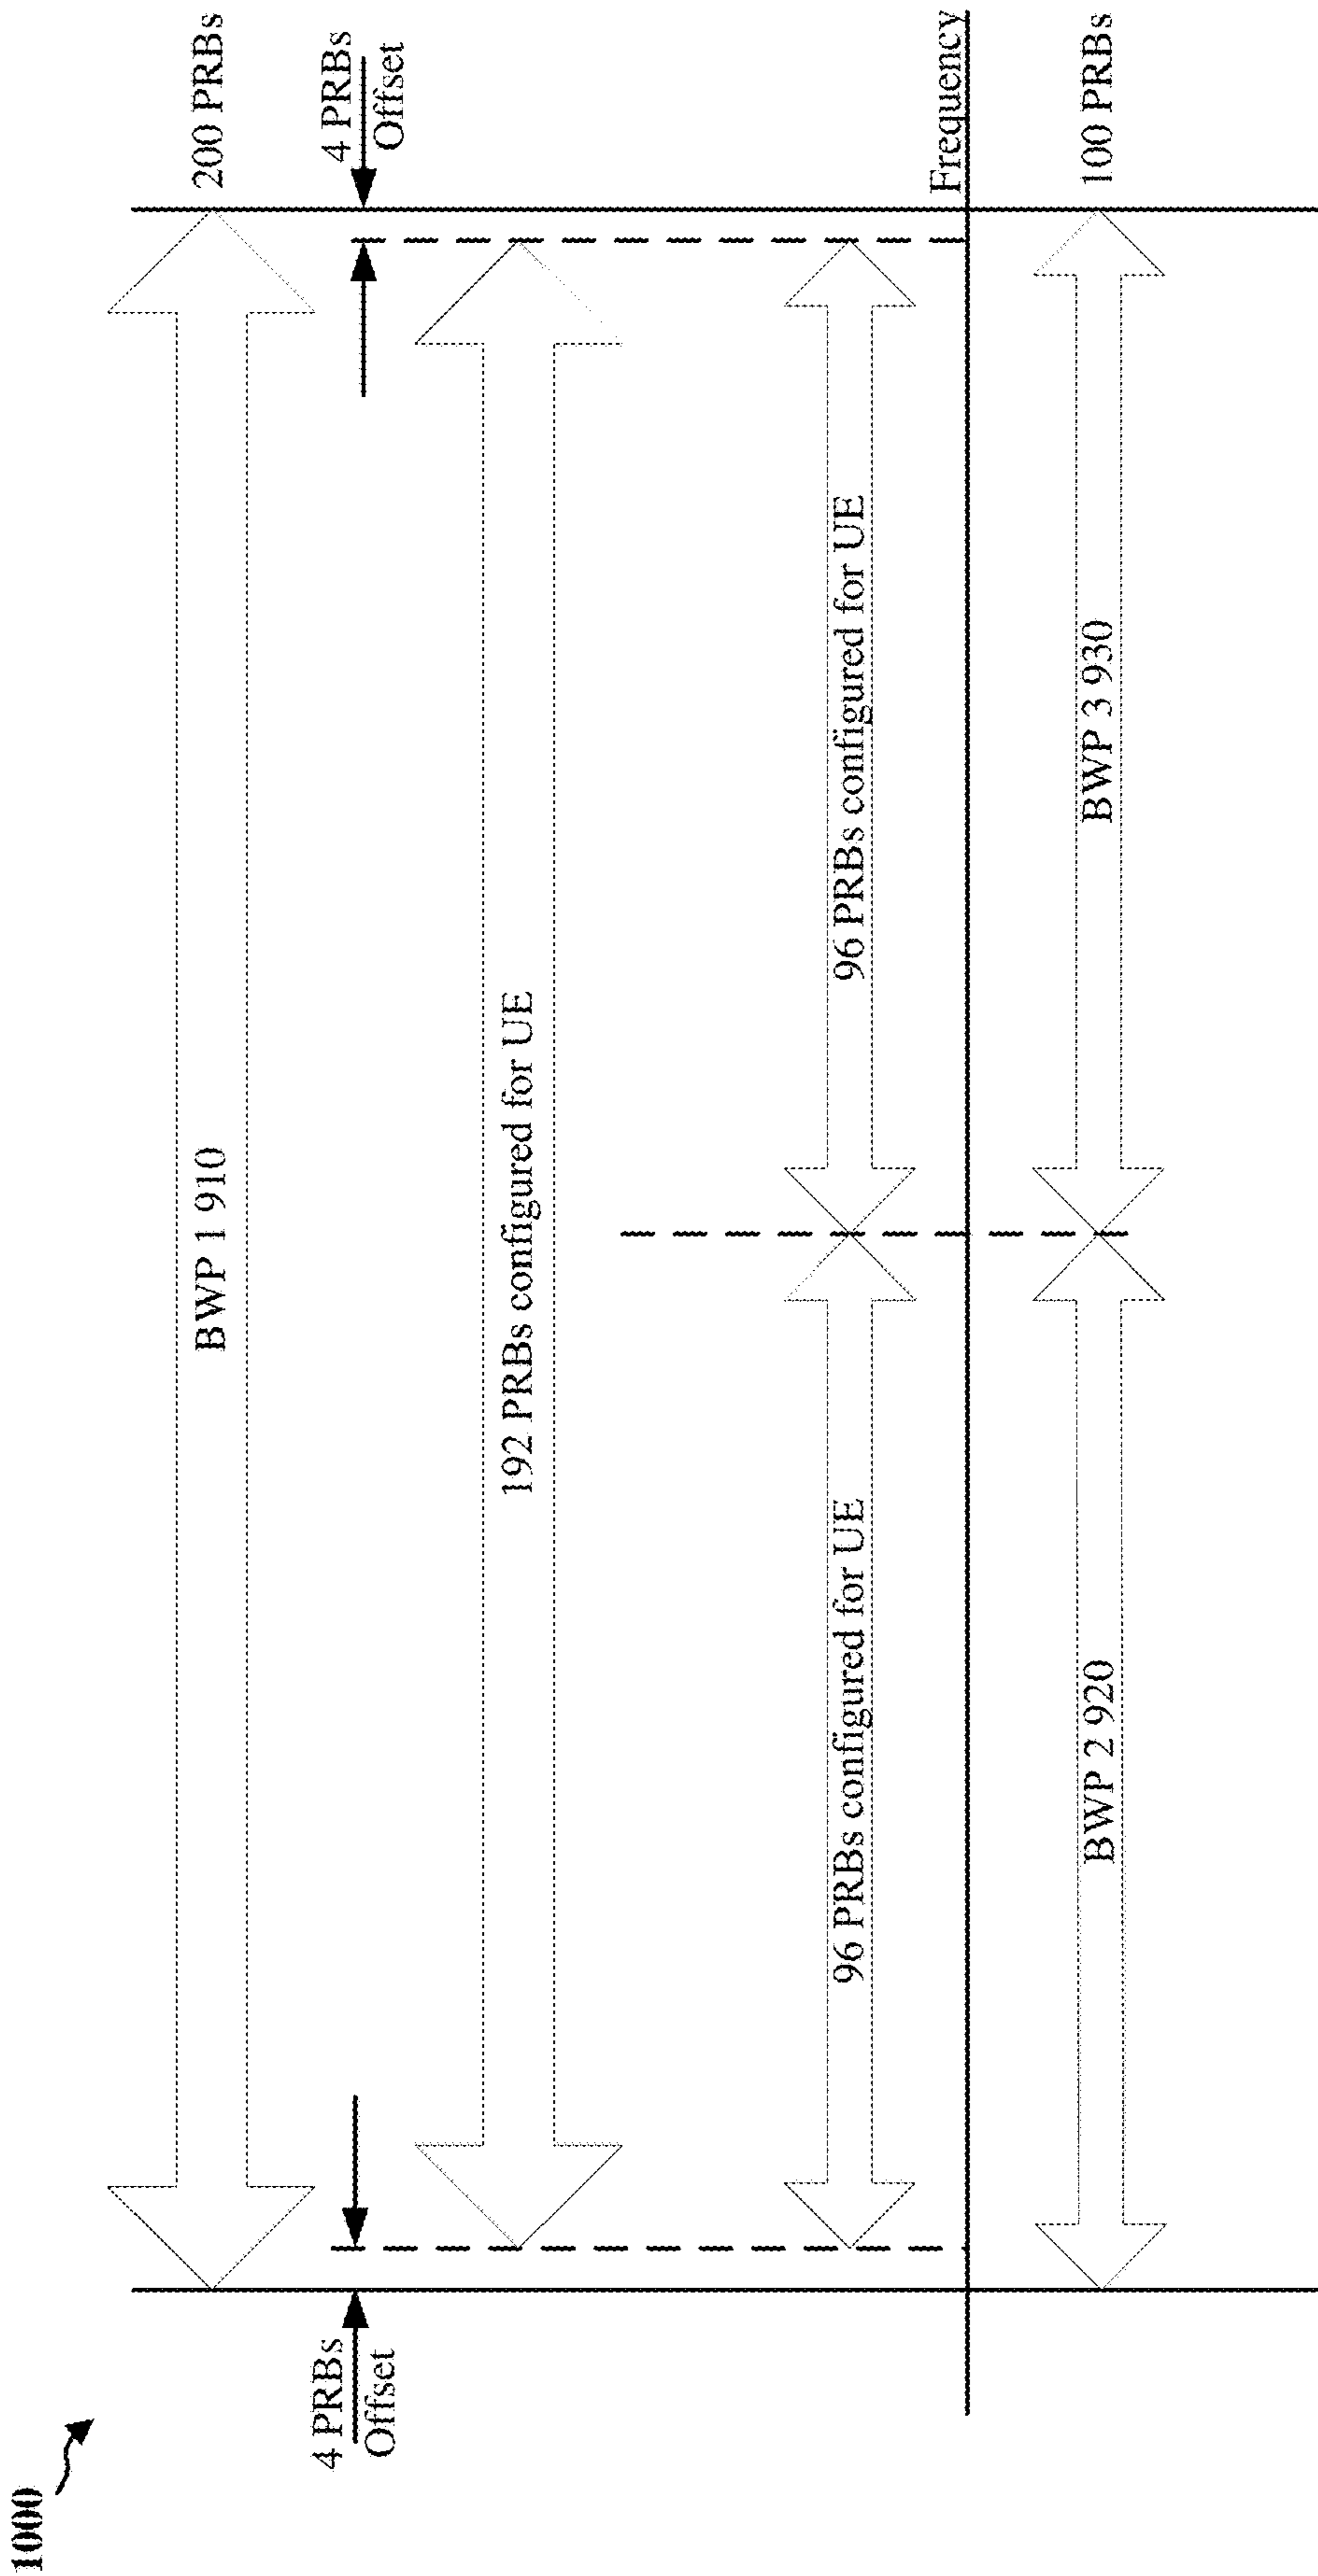 1000
BWP 1 910
200 PRBs
4 PRBs
Offset
4 PRBs
Offset
192 PRBs configured for UE
96 PRBs configured for UE
96 PRBs configured for UE
Frequency
BWP 2 920
BWP 3 930
100 PRBs